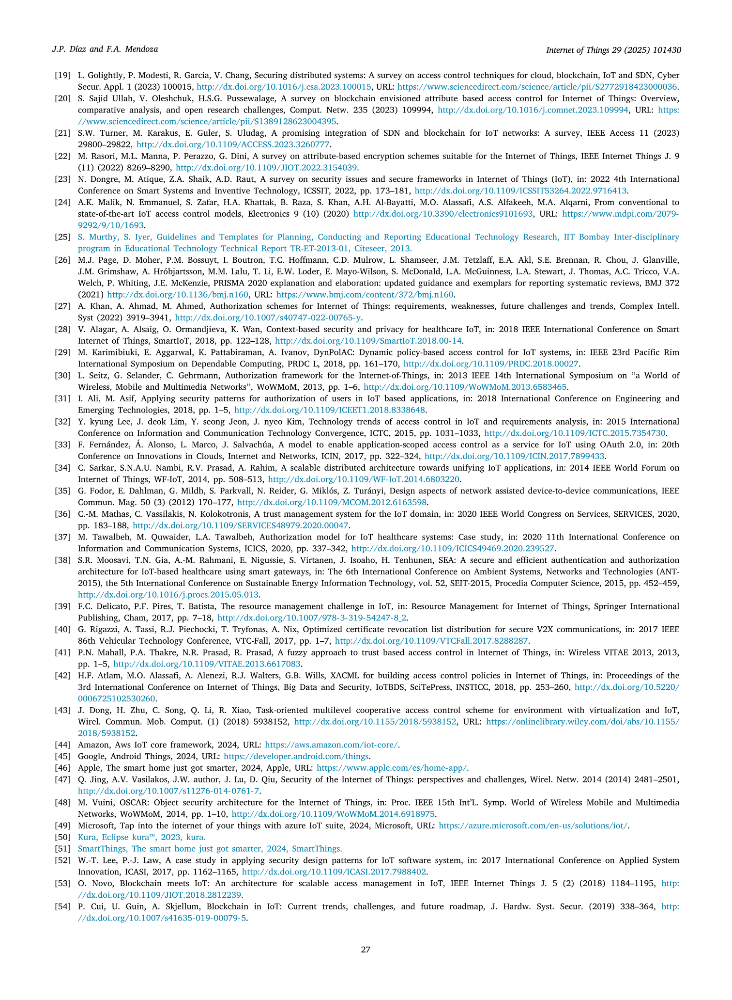 J.P. Díaz and F.A. Mendoza
Internet of Things 29 (2025) 101430
[19] L. Golightly, P. Modesti, R. Garcia, V. Chang, Securing distributed systems: A survey on access control techniques for cloud, blockchain, IoT and SDN, Cyber
Secur. Appl. 1 (2023) 100015, http://dx.doi.org/10.1016/j.csa.2023.100015, URL: https://www.sciencedirect.com/science/article/pii/S2772918423000036.
[20] S. Sajid Ullah, V. Oleshchuk, H.S.G. Pussewalage, A survey on blockchain envisioned attribute based access control for Internet of Things: Overview,
comparative analysis, and open research challenges, Comput. Netw. 235 (2023) 109994, http://dx.doi.org/10.1016/j.comnet.2023.109994, URL: https:
//www.sciencedirect.com/science/article/pii/S1389128623004395.
[21] S.W. Turner, M. Karakus, E. Guler, S. Uludag, A promising integration of SDN and blockchain for IoT networks: A survey, IEEE Access 11 (2023)
29800–29822, http://dx.doi.org/10.1109/ACCESS.2023.3260777.
[22] M. Rasori, M.L. Manna, P. Perazzo, G. Dini, A survey on attribute-based encryption schemes suitable for the Internet of Things, IEEE Internet Things J. 9
(11) (2022) 8269–8290, http://dx.doi.org/10.1109/JIOT.2022.3154039.
[23] N. Dongre, M. Atique, Z.A. Shaik, A.D. Raut, A survey on security issues and secure frameworks in Internet of Things (IoT), in: 2022 4th International
Conference on Smart Systems and Inventive Technology, ICSSIT, 2022, pp. 173–181, http://dx.doi.org/10.1109/ICSSIT53264.2022.9716413.
[24] A.K. Malik, N. Emmanuel, S. Zafar, H.A. Khattak, B. Raza, S. Khan, A.H. Al-Bayatti, M.O. Alassafi, A.S. Alfakeeh, M.A. Alqarni, From conventional to
state-of-the-art IoT access control models, Electronics 9 (10) (2020) http://dx.doi.org/10.3390/electronics9101693, URL: https://www.mdpi.com/2079-
9292/9/10/1693.
[25] S. Murthy, S. Iyer, Guidelines and Templates for Planning, Conducting and Reporting Educational Technology Research, IIT Bombay Inter-disciplinary
program in Educational Technology Technical Report TR-ET-2013-01, Citeseer, 2013.
[26] M.J. Page, D. Moher, P.M. Bossuyt, I. Boutron, T.C. Hoffmann, C.D. Mulrow, L. Shamseer, J.M. Tetzlaff, E.A. Akl, S.E. Brennan, R. Chou, J. Glanville,
J.M. Grimshaw, A. Hróbjartsson, M.M. Lalu, T. Li, E.W. Loder, E. Mayo-Wilson, S. McDonald, L.A. McGuinness, L.A. Stewart, J. Thomas, A.C. Tricco, V.A.
Welch, P. Whiting, J.E. McKenzie, PRISMA 2020 explanation and elaboration: updated guidance and exemplars for reporting systematic reviews, BMJ 372
(2021) http://dx.doi.org/10.1136/bmj.n160, URL: https://www.bmj.com/content/372/bmj.n160.
[27] A. Khan, A. Ahmad, M. Ahmed, Authorization schemes for Internet of Things: requirements, weaknesses, future challenges and trends, Complex Intell.
Syst (2022) 3919–3941, http://dx.doi.org/10.1007/s40747-022-00765-y.
[28] V. Alagar, A. Alsaig, O. Ormandjieva, K. Wan, Context-based security and privacy for healthcare IoT, in: 2018 IEEE International Conference on Smart
Internet of Things, SmartIoT, 2018, pp. 122–128, http://dx.doi.org/10.1109/SmartIoT.2018.00-14.
[29] M. Karimibiuki, E. Aggarwal, K. Pattabiraman, A. Ivanov, DynPolAC: Dynamic policy-based access control for IoT systems, in: IEEE 23rd Pacific Rim
International Symposium on Dependable Computing, PRDC L, 2018, pp. 161–170, http://dx.doi.org/10.1109/PRDC.2018.00027.
[30] L. Seitz, G. Selander, C. Gehrmann, Authorization framework for the Internet-of-Things, in: 2013 IEEE 14th International Symposium on “a World of
Wireless, Mobile and Multimedia Networks”, WoWMoM, 2013, pp. 1–6, http://dx.doi.org/10.1109/WoWMoM.2013.6583465.
[31] I. Ali, M. Asif, Applying security patterns for authorization of users in IoT based applications, in: 2018 International Conference on Engineering and
Emerging Technologies, 2018, pp. 1–5, http://dx.doi.org/10.1109/ICEET1.2018.8338648.
[32] Y. kyung Lee, J. deok Lim, Y. seong Jeon, J. nyeo Kim, Technology trends of access control in IoT and requirements analysis, in: 2015 International
Conference on Information and Communication Technology Convergence, ICTC, 2015, pp. 1031–1033, http://dx.doi.org/10.1109/ICTC.2015.7354730.
[33] F. Fernández, Á. Alonso, L. Marco, J. Salvachúa, A model to enable application-scoped access control as a service for IoT using OAuth 2.0, in: 20th
Conference on Innovations in Clouds, Internet and Networks, ICIN, 2017, pp. 322–324, http://dx.doi.org/10.1109/ICIN.2017.7899433.
[34] C. Sarkar, S.N.A.U. Nambi, R.V. Prasad, A. Rahim, A scalable distributed architecture towards unifying IoT applications, in: 2014 IEEE World Forum on
Internet of Things, WF-IoT, 2014, pp. 508–513, http://dx.doi.org/10.1109/WF-IoT.2014.6803220.
[35] G. Fodor, E. Dahlman, G. Mildh, S. Parkvall, N. Reider, G. Miklós, Z. Turányi, Design aspects of network assisted device-to-device communications, IEEE
Commun. Mag. 50 (3) (2012) 170–177, http://dx.doi.org/10.1109/MCOM.2012.6163598.
[36] C.-M. Mathas, C. Vassilakis, N. Kolokotronis, A trust management system for the IoT domain, in: 2020 IEEE World Congress on Services, SERVICES, 2020,
pp. 183–188, http://dx.doi.org/10.1109/SERVICES48979.2020.00047.
[37] M. Tawalbeh, M. Quwaider, L.A. Tawalbeh, Authorization model for IoT healthcare systems: Case study, in: 2020 11th International Conference on
Information and Communication Systems, ICICS, 2020, pp. 337–342, http://dx.doi.org/10.1109/ICICS49469.2020.239527.
[38] S.R. Moosavi, T.N. Gia, A.-M. Rahmani, E. Nigussie, S. Virtanen, J. Isoaho, H. Tenhunen, SEA: A secure and efficient authentication and authorization
architecture for IoT-based healthcare using smart gateways, in: The 6th International Conference on Ambient Systems, Networks and Technologies (ANT-
2015), the 5th International Conference on Sustainable Energy Information Technology, vol. 52, SEIT-2015, Procedia Computer Science, 2015, pp. 452–459,
http://dx.doi.org/10.1016/j.procs.2015.05.013.
[39] F.C. Delicato, P.F. Pires, T. Batista, The resource management challenge in IoT, in: Resource Management for Internet of Things, Springer International
Publishing, Cham, 2017, pp. 7–18, http://dx.doi.org/10.1007/978-3-319-54247-8_2.
[40] G. Rigazzi, A. Tassi, R.J. Piechocki, T. Tryfonas, A. Nix, Optimized certificate revocation list distribution for secure V2X communications, in: 2017 IEEE
86th Vehicular Technology Conference, VTC-Fall, 2017, pp. 1–7, http://dx.doi.org/10.1109/VTCFall.2017.8288287.
[41] P.N. Mahall, P.A. Thakre, N.R. Prasad, R. Prasad, A fuzzy approach to trust based access control in Internet of Things, in: Wireless VITAE 2013, 2013,
pp. 1–5, http://dx.doi.org/10.1109/VITAE.2013.6617083.
[42] H.F. Atlam, M.O. Alassafi, A. Alenezi, R.J. Walters, G.B. Wills, XACML for building access control policies in Internet of Things, in: Proceedings of the
3rd International Conference on Internet of Things, Big Data and Security, IoTBDS, SciTePress, INSTICC, 2018, pp. 253–260, http://dx.doi.org/10.5220/
0006725102530260.
[43] J. Dong, H. Zhu, C. Song, Q. Li, R. Xiao, Task-oriented multilevel cooperative access control scheme for environment with virtualization and IoT,
Wirel. Commun. Mob. Comput. (1) (2018) 5938152, http://dx.doi.org/10.1155/2018/5938152, URL: https://onlinelibrary.wiley.com/doi/abs/10.1155/
2018/5938152.
[44] Amazon, Aws IoT core framework, 2024, URL: https://aws.amazon.com/iot-core/.
[45] Google, Android Things, 2024, URL: https://developer.android.com/things.
[46] Apple, The smart home just got smarter, 2024, Apple, URL: https://www.apple.com/es/home-app/.
[47] Q. Jing, A.V. Vasilakos, J.W. author, J. Lu, D. Qiu, Security of the Internet of Things: perspectives and challenges, Wirel. Netw. 2014 (2014) 2481–2501,
http://dx.doi.org/10.1007/s11276-014-0761-7.
[48] M. Vuini, OSCAR: Object security architecture for the Internet of Things, in: Proc. IEEE 15th Int’L. Symp. World of Wireless Mobile and Multimedia
Networks, WoWMoM, 2014, pp. 1–10, http://dx.doi.org/10.1109/WoWMoM.2014.6918975.
[49] Microsoft, Tap into the internet of your things with azure IoT suite, 2024, Microsoft, URL: https://azure.microsoft.com/en-us/solutions/iot/.
[50] Kura, Eclipse kura™, 2023, kura.
[51] SmartThings, The smart home just got smarter, 2024, SmartThings.
[52] W.-T. Lee, P.-J. Law, A case study in applying security design patterns for IoT software system, in: 2017 International Conference on Applied System
Innovation, ICASI, 2017, pp. 1162–1165, http://dx.doi.org/10.1109/ICASI.2017.7988402.
[53] O. Novo, Blockchain meets IoT: An architecture for scalable access management in IoT, IEEE Internet Things J. 5 (2) (2018) 1184–1195, http:
//dx.doi.org/10.1109/JIOT.2018.2812239.
[54] P. Cui, U. Guin, A. Skjellum, Blockchain in IoT: Current trends, challenges, and future roadmap, J. Hardw. Syst. Secur. (2019) 338–364, http:
//dx.doi.org/10.1007/s41635-019-00079-5.
27